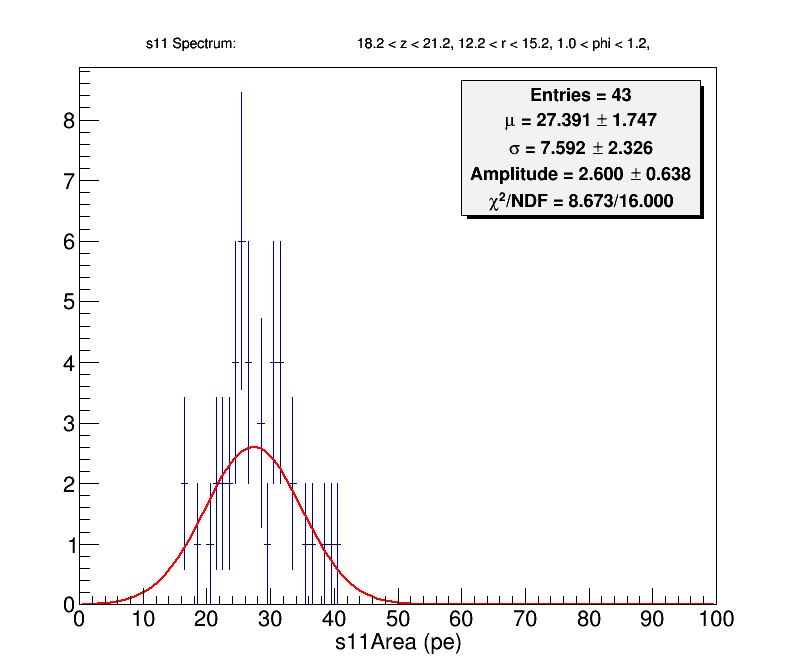 s11 Spectrum: 18.2 < z < 21.2, 12.2 < r < 15.2, 1.0 < phi < 1.2,
Entries = 43
μ = 27.391 ± 1.747
σ = 7.592 ± 2.326
Amplitude = 2.600 ± 0.638
χ²/NDF = 8.673/16.000
8
7
6
5
4
3
2
1
0
0 10 20 30 40 50 60 70 80 90 100
s11Area (pe)